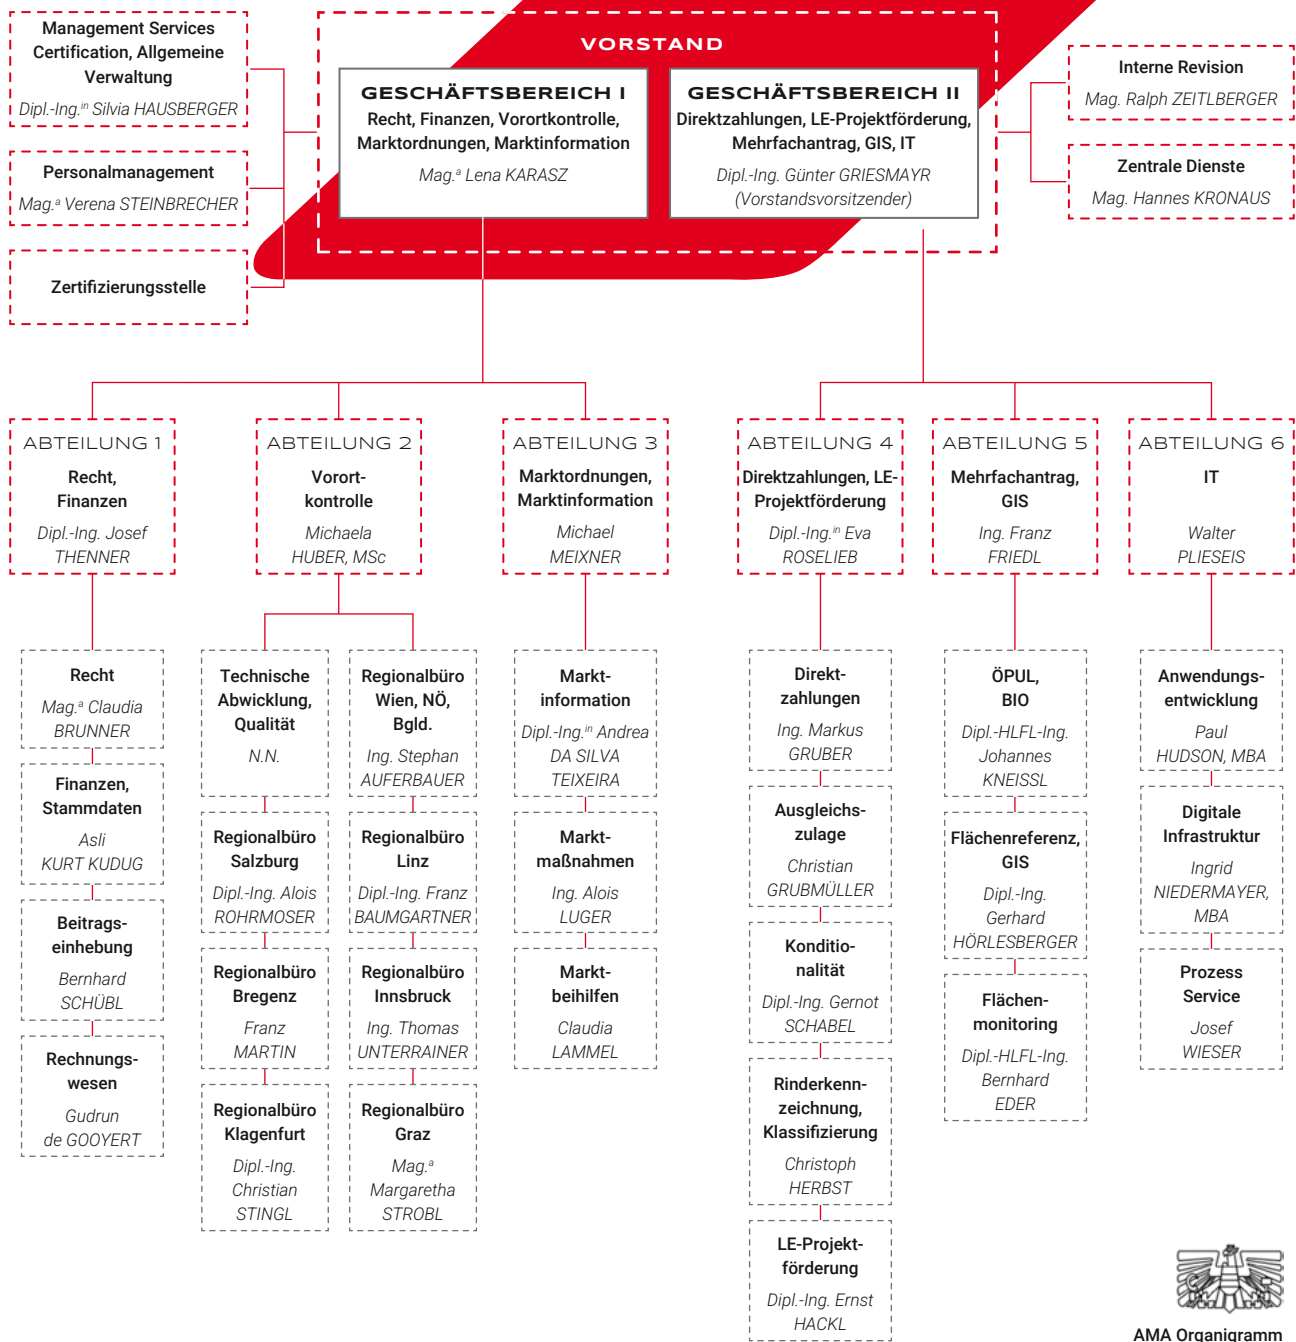 Management Services
Certification, Allgemeine
Verwaltung
Dipl.-Ing.in Silvia HAUSBERGER
Personalmanagement
Mag.a Verena STEINBRECHER
Zertifizierungsstelle
VORSTAND
GESCHÄFTSBEREICH I
Recht, Finanzen, Vorortkontrolle,
Marktordnungen, Marktinformation
Mag.a Lena KARASZ
GESCHÄFTSBEREICH II
Direktzahlungen, LE-Projektförderung,
Mehrfachantrag, GIS, IT
Dipl.-Ing. Günter GRIESMAYR
(Vorstandsvorsitzender)
Interne Revision
Mag. Ralph ZEITLBERGER
Zentrale Dienste
Mag. Hannes KRONAUS
ABTEILUNG 1
Recht,
Finanzen
Dipl.-Ing. Josef
THENNER
ABTEILUNG 2
Vorort-
kontrolle
Michaela
HUBER, MSc
ABTEILUNG 3
Marktordnungen,
Marktinformation
Michael
MEIXNER
ABTEILUNG 4
Direktzahlungen, LE-
Projektförderung
Dipl.-Ing.in Eva
ROSELIEB
ABTEILUNG 5
Mehrfachantrag,
GIS
Ing. Franz
FRIEDL
ABTEILUNG 6
IT
Walter
PLIESEIS
Recht
Mag.a Claudia
BRUNNER
Finanzen,
Stammdaten
Asli
KURT KUDUG
Beitrags-
einhebung
Bernhard
SCHÜBL
Rechnungs-
wesen
Gudrun
de GOOYERT
Technische
Abwicklung,
Qualität
N.N.
Regionalbüro
Salzburg
Dipl.-Ing. Alois
ROHRMOSER
Regionalbüro
Bregenz
Franz
MARTIN
Regionalbüro
Klagenfurt
Dipl.-Ing.
Christian
STINGL
Regionalbüro
Wien, NÖ,
Bgld.
Ing. Stephan
AUFERBAUER
Regionalbüro
Linz
Dipl.-Ing. Franz
BAUMGARTNER
Regionalbüro
Innsbruck
Ing. Thomas
UNTERRAINER
Regionalbüro
Graz
Mag.a
Margaretha
STROBL
Markt-
information
Dipl.-Ing.in Andrea
DA SILVA
TEIXEIRA
Markt-
maßnahmen
Ing. Alois
LUGER
Markt-
beihilfen
Claudia
LAMMEL
Direkt-
zahlungen
Ing. Markus
GRUBER
Ausgleichs-
zulage
Christian
GRUBMÜLLER
Konditio-
nalität
Dipl.-Ing. Gernot
SCHABEL
Rinderkenn-
zeichnung,
Klassifizierung
Christoph
HERBST
LE-Projekt-
förderung
Dipl.-Ing. Ernst
HACKL
ÖPUL,
BIO
Dipl.-HLFL-Ing.
Johannes
KNEISSL
Flächenreferenz,
GIS
Dipl.-Ing.
Gerhard
HÖRLESBERGER
Flächen-
monitoring
Dipl.-HLFL-Ing.
Bernhard
EDER
Anwendungs-
entwicklung
Paul
HUDSON, MBA
Digitale
Infrastruktur
Ingrid
NIEDERMAYER,
MBA
Prozess
Service
Josef
WIESER
AMA Organigramm